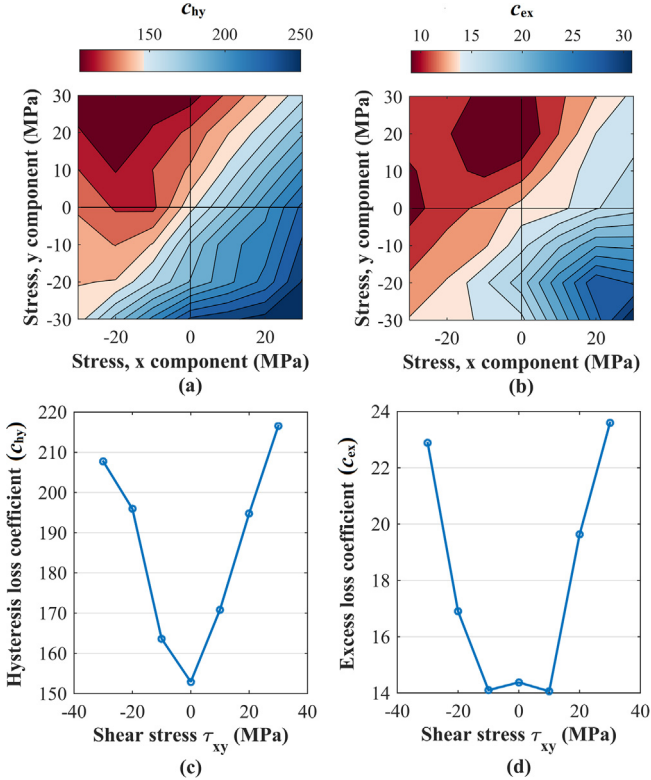 c_hy
150 200 250
c_ex
10 15 20 25 30
Stress, y component (MPa)
30
20
10
0
-10
-20
-30
-20 0 20
Stress, x component (MPa)
(a)
Stress, y component (MPa)
30
20
10
0
-10
-20
-30
-20 0 20
Stress, x component (MPa)
(b)
Hysteresis loss coefficient (c_hy)
220
210
200
190
180
170
160
150
-40 -20 0 20 40
Shear stress τ_xy (MPa)
(c)
Excess loss coefficient (c_ex)
24
22
20
18
16
14
-40 -20 0 20 40
Shear stress τ_xy (MPa)
(d)